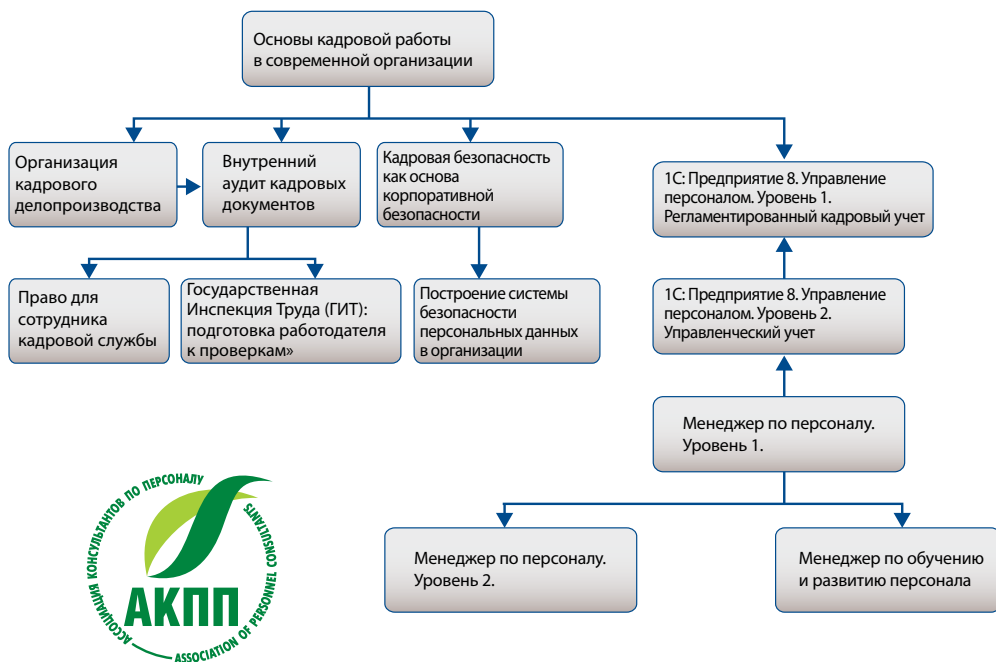 Основы кадровой работы
в современной организации
Организация
кадрового
делопроизводства
Внутренний
аудит кадровых
документов
Кадровая безопасность
как основа
корпоративной
безопасности
1С: Предприятие 8. Управление
персоналом. Уровень 1.
Регламентированный кадровый учет
Право для
сотрудника
кадровой службы
Государственная
Инспекция Труда (ГИТ):
подготовка работодателя
к проверкам»
Построение системы
безопасности
персональных данных
в организации
1С: Предприятие 8. Управление
персоналом. Уровень 2.
Управленческий учет
Менеджер по персоналу.
Уровень 1.
Менеджер по персоналу.
Уровень 2.
Менеджер по обучению
и развитию персонала
АССОЦИАЦИЯ КОНСУЛЬТАНТОВ ПО ПЕРСОНАЛУ
АКПП
ASSOCIATION OF PERSONNEL CONSULTANTS